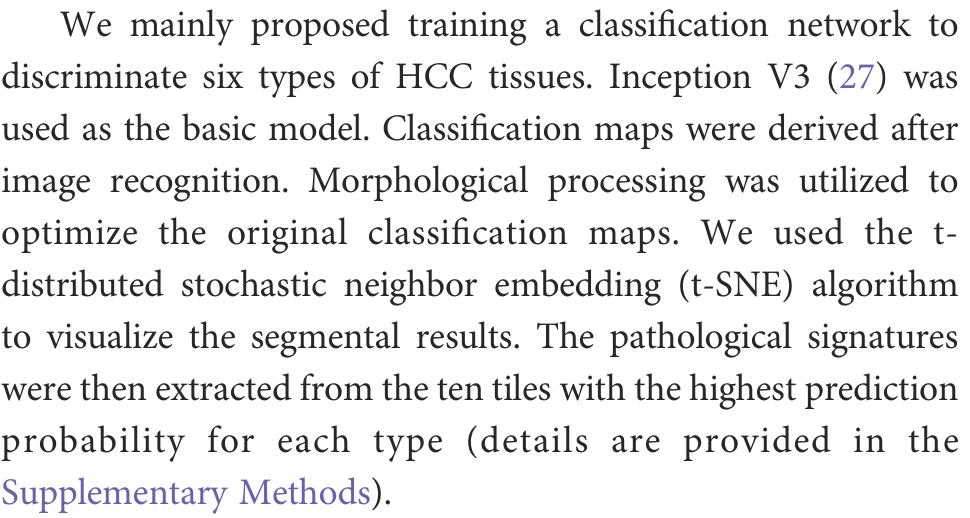 We mainly proposed training a classification network to
discriminate six types of HCC tissues. Inception V3 (27) was
used as the basic model. Classification maps were derived after
image recognition. Morphological processing was utilized to
optimize the original classification maps. We used the t-
distributed stochastic neighbor embedding (t-SNE) algorithm
to visualize the segmental results. The pathological signatures
were then extracted from the ten tiles with the highest prediction
probability for each type (details are provided in the
Supplementary Methods).